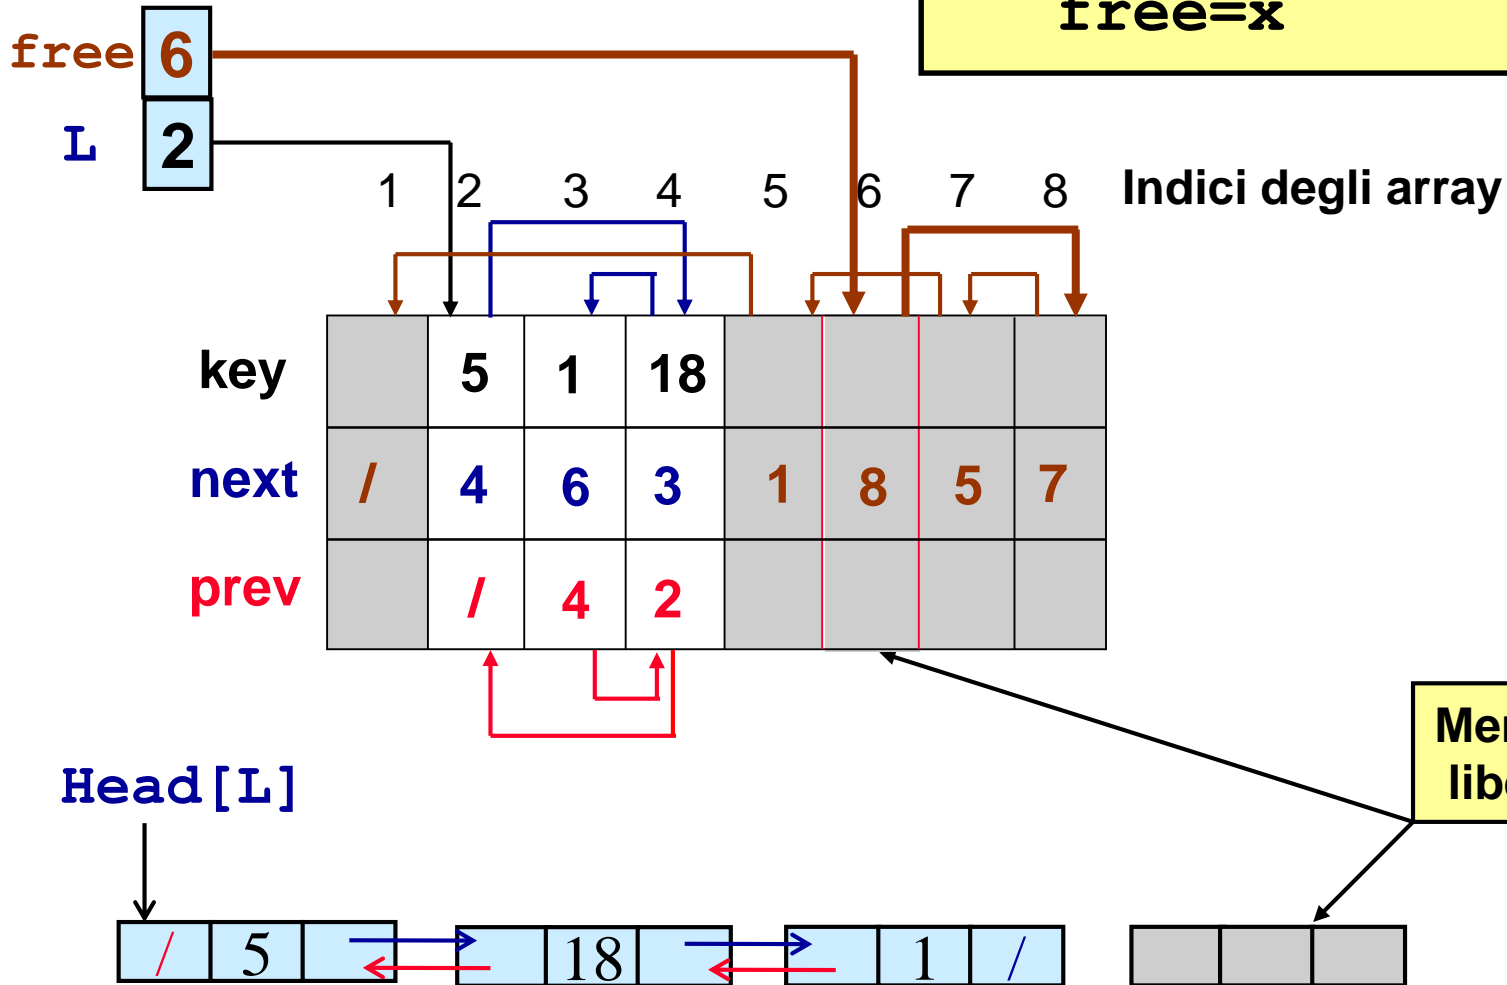 free=x
free 6
L 2
1 2 3 4 5 6 7 8 Indici degli array
key 5 1 18
next / 4 6 3 1 8 5 7
prev / 4 2
Head[L]
/ 5 18 1 /